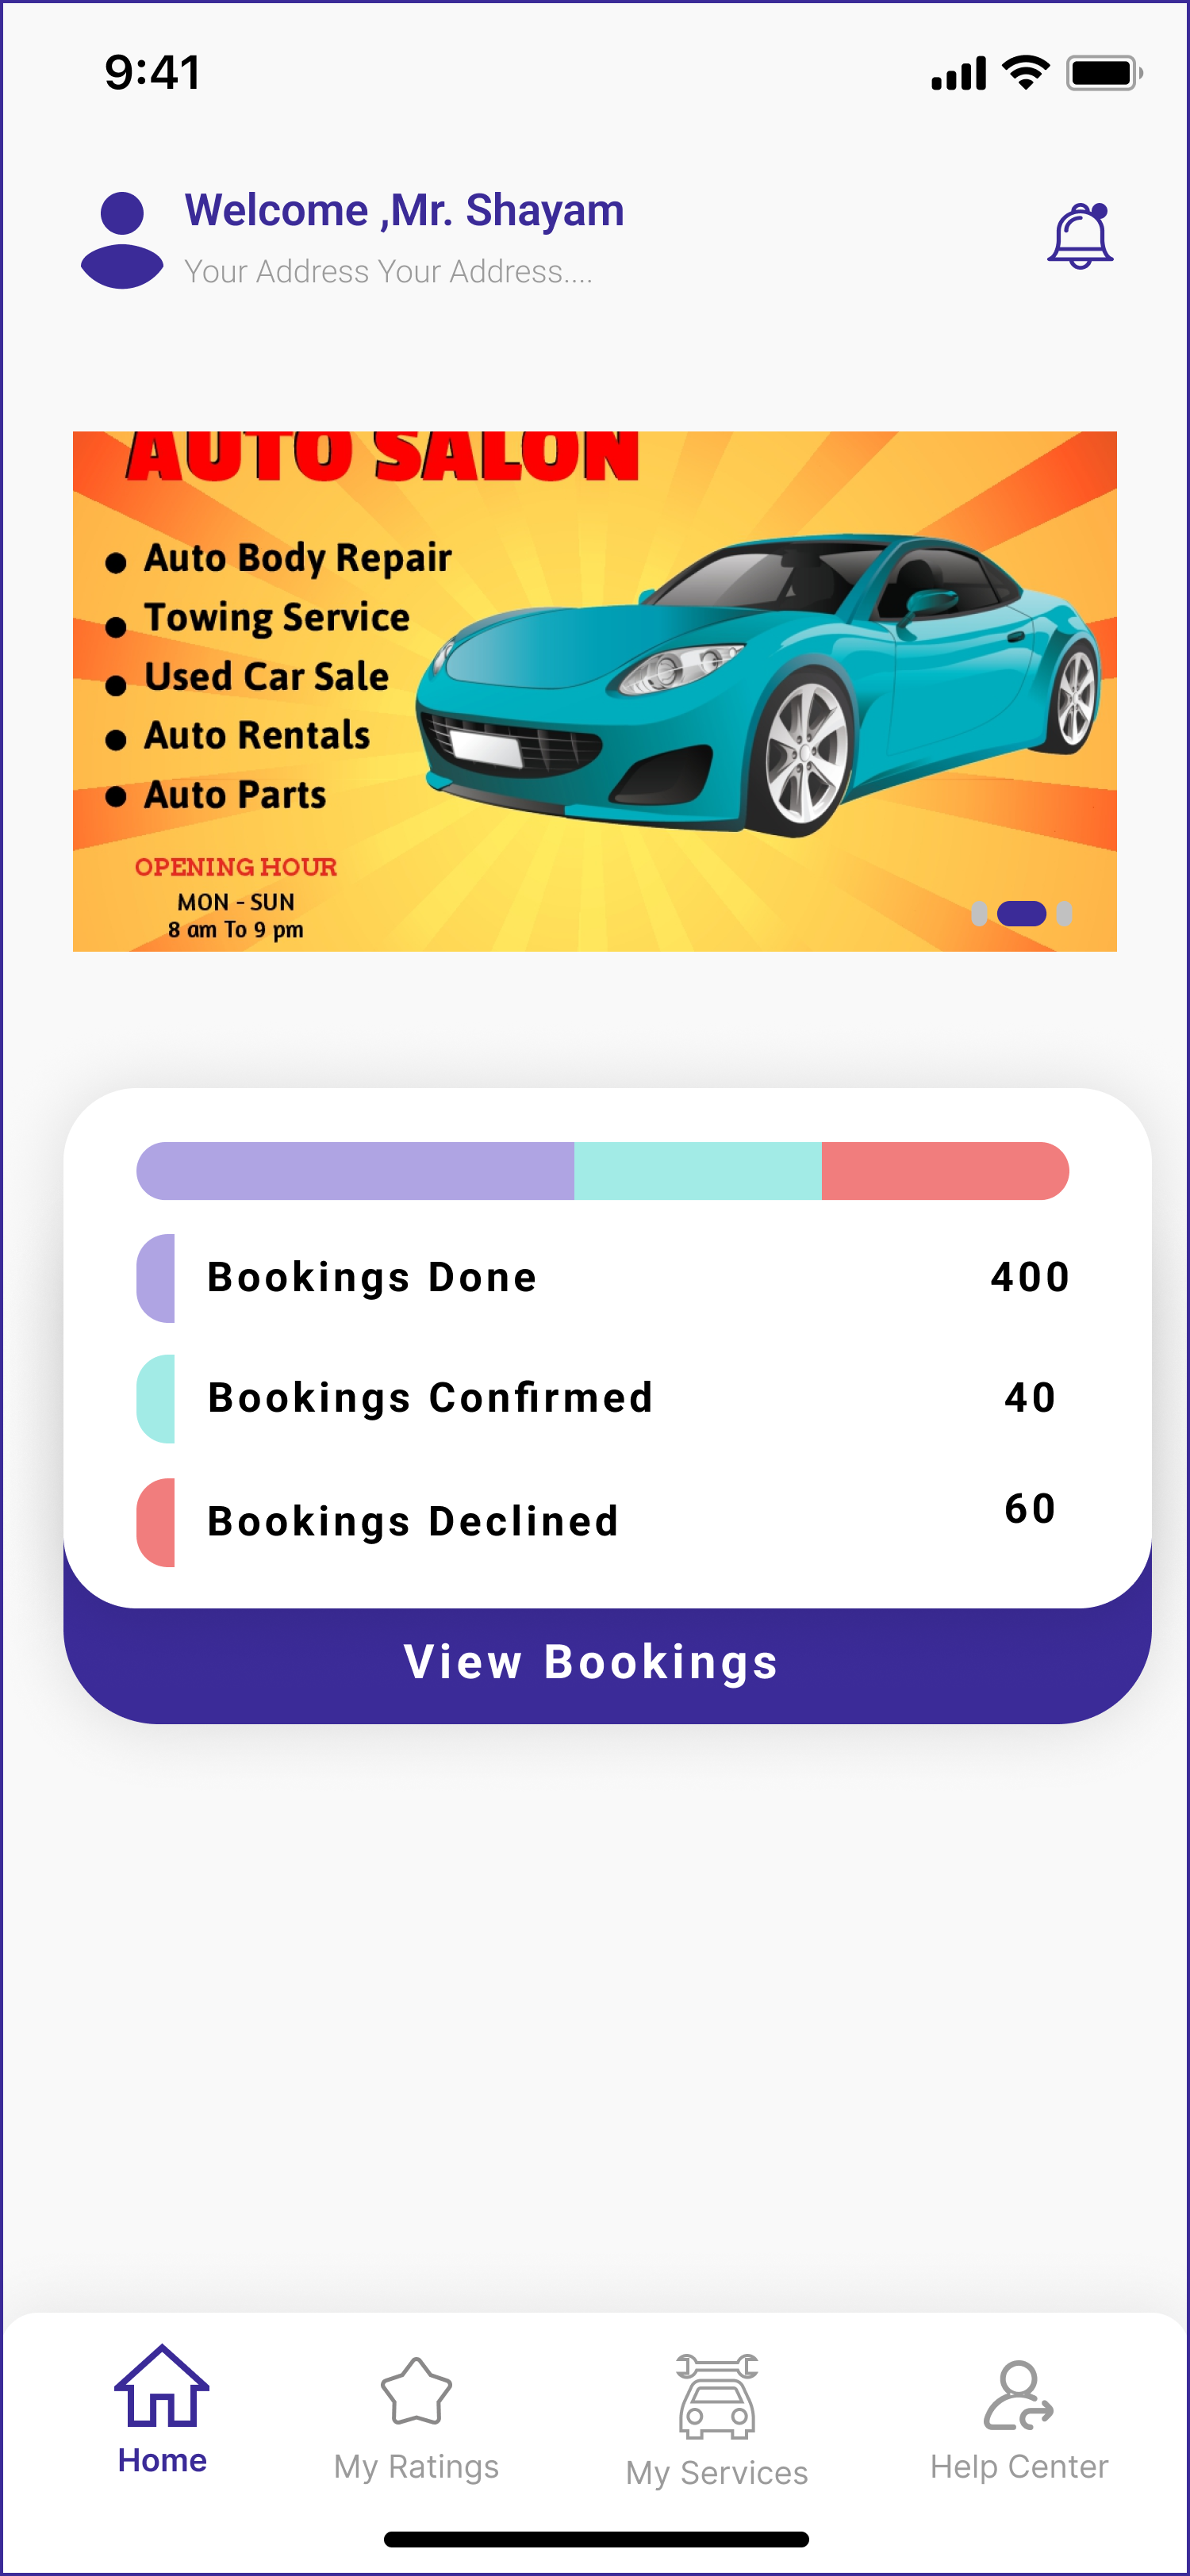 9:41
Welcome ,Mr. Shayam
Your Address Your Address....
AUTO SALON
Auto Body Repair
Towing Service
Used Car Sale
Auto Rentals
Auto Parts
OPENING HOUR
MON - SUN
8 am To 9 pm
Bookings Done 400
Bookings Confirmed 40
Bookings Declined 60
View Bookings
Home My Ratings My Services Help Center